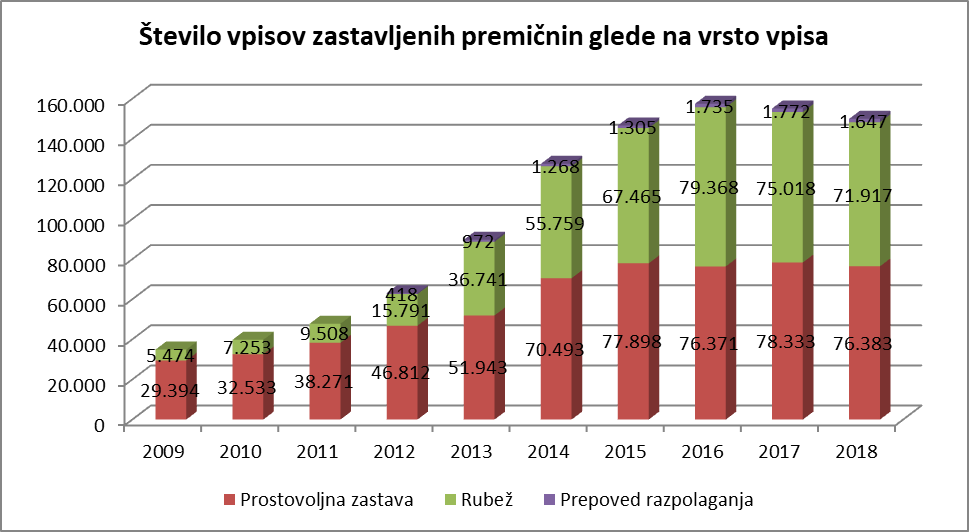 Število vpisov zastavljenih premičnin glede na vrsto vpisa
160.000
140.000
120.000
100.000
80.000
60.000
40.000
20.000
0
1.735 1.772 1.647
1.305
1.268
972
418
5.474 7.253 9.508 15.791 36.741 55.759 67.465 79.368 75.018 71.917
29.394 32.533 38.271 46.812 51.943 70.493 77.898 76.371 78.333 76.383
2009 2010 2011 2012 2013 2014 2015 2016 2017 2018
Prostovoljna zastava Rubež Prepoved razpolaganja